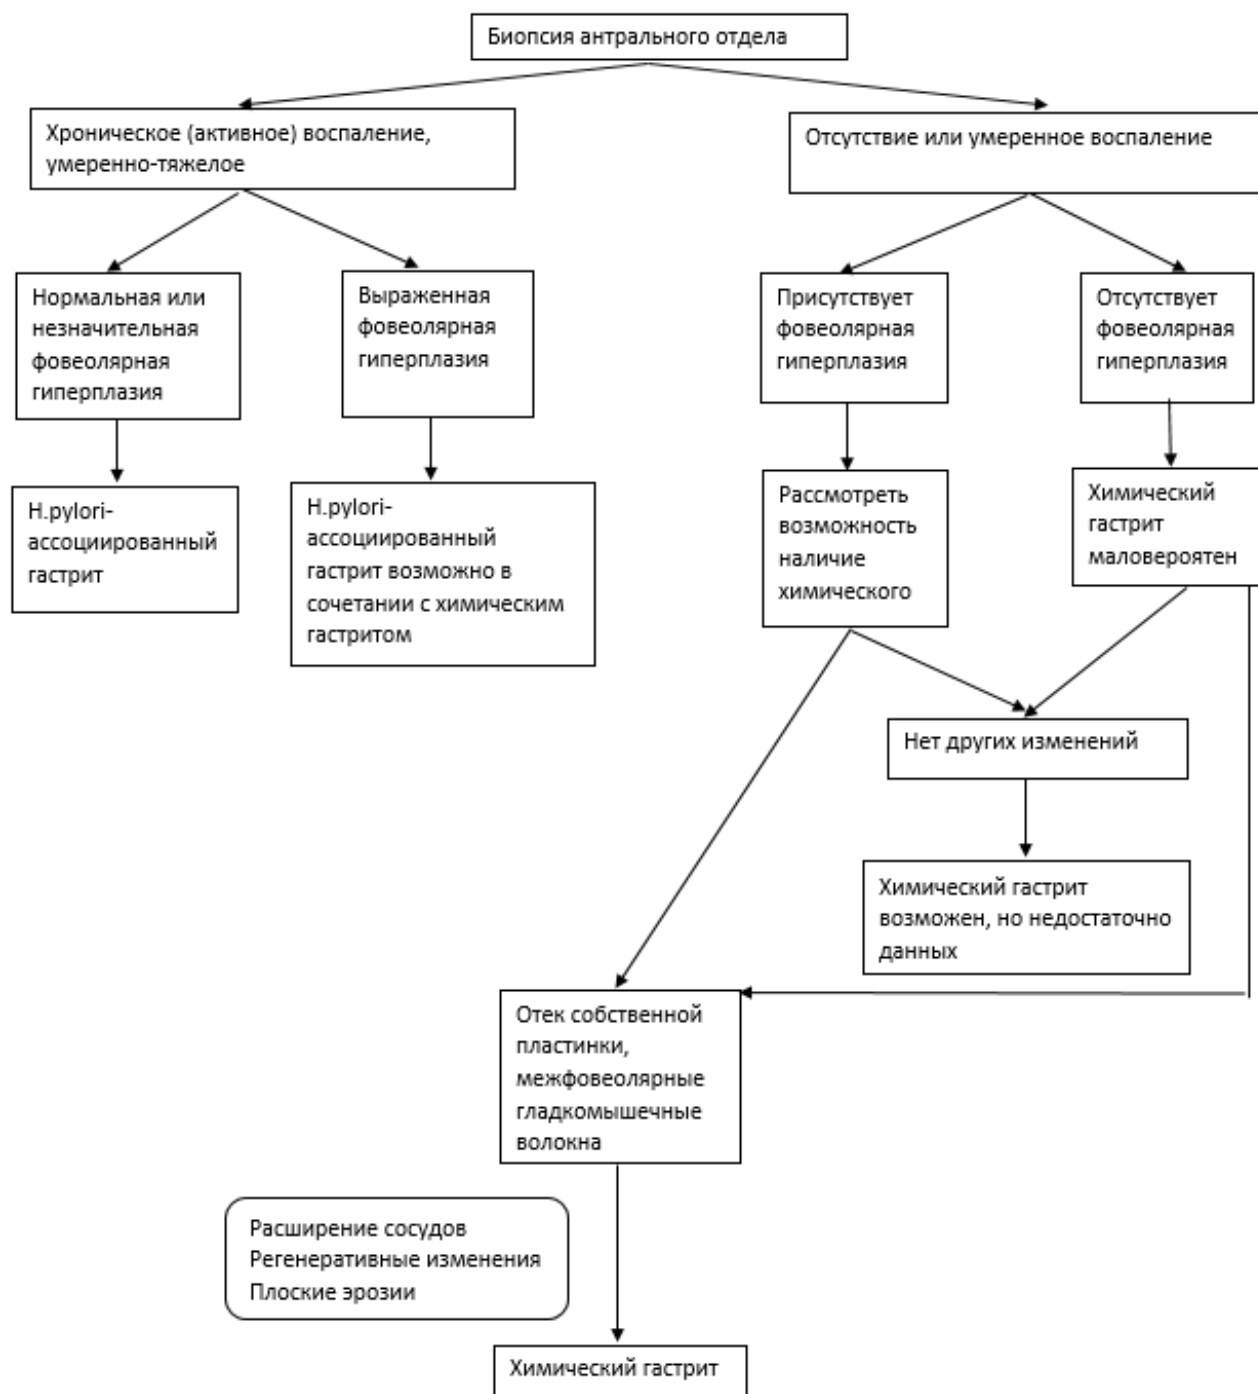 Биопсия антрального отдела
Хроническое (активное) воспаление,
умеренно-тяжелое
Отсутствие или умеренное воспаление
Нормальная или
незначительная
фовеолярная
гиперплазия
Выраженная
фовеолярная
гиперплазия
Присутствует
фовеолярная
гиперплазия
Отсутствует
фовеолярная
гиперплазия
H.pylori-
ассоциированный
гастрит
H.pylori-
ассоциированный
гастрит возможно в
сочетании с химическим
гастритом
Рассмотреть
возможность
наличие
химического
Химический
гастрит
маловероятен
Нет других изменений
Химический гастрит
возможен, но недостаточно
данных
Отек собственной
пластинки,
межфовеолярные
гладкомышечные
волокна
Расширение сосудов
Регенеративные изменения
Плоские эрозии
Химический гастрит